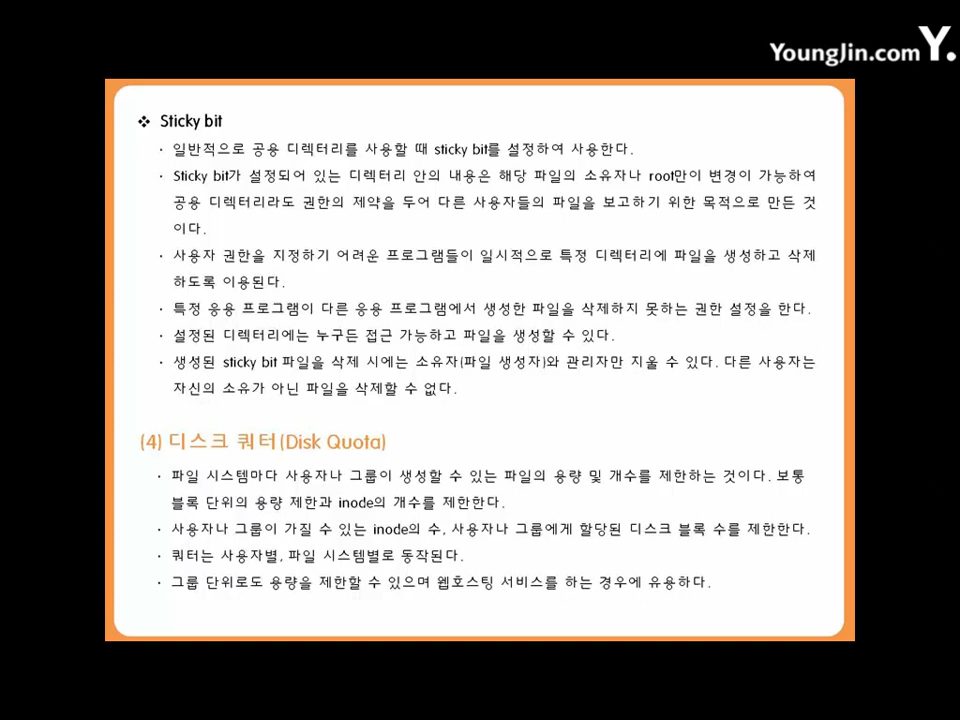 YoungJin.com Y.
❖ Sticky bit
· 일반적으로 공용 디렉터리를 사용할 때 sticky bit를 설정하여 사용한다.
· Sticky bit가 설정되어 있는 디렉터리 안의 내용은 해당 파일의 소유자나 root만이 변경이 가능하여
공용 디렉터리라도 권한의 제약을 두어 다른 사용자들의 파일을 보고하기 위한 목적으로 만든 것
이다.
· 사용자 권한을 지정하기 어려운 프로그램들이 일시적으로 특정 디렉터리에 파일을 생성하고 삭제
하도록 이용된다.
· 특정 응용 프로그램이 다른 응용 프로그램에서 생성한 파일을 삭제하지 못하는 권한 설정을 한다.
· 설정된 디렉터리에는 누구든 접근 가능하고 파일을 생성할 수 있다.
· 생성된 sticky bit 파일을 삭제 시에는 소유자(파일 생성자)와 관리자만 지울 수 있다. 다른 사용자는
자신의 소유가 아닌 파일을 삭제할 수 없다.
(4) 디스크 쿼터(Disk Quota)
· 파일 시스템마다 사용자나 그룹이 생성할 수 있는 파일의 용량 및 개수를 제한하는 것이다. 보통
블록 단위의 용량 제한과 inode의 개수를 제한한다.
· 사용자나 그룹이 가질 수 있는 inode의 수, 사용자나 그룹에게 할당된 디스크 블록 수를 제한한다.
· 쿼터는 사용자별, 파일 시스템별로 동작된다.
· 그룹 단위로도 용량을 제한할 수 있으며 웹호스팅 서비스를 하는 경우에 유용하다.